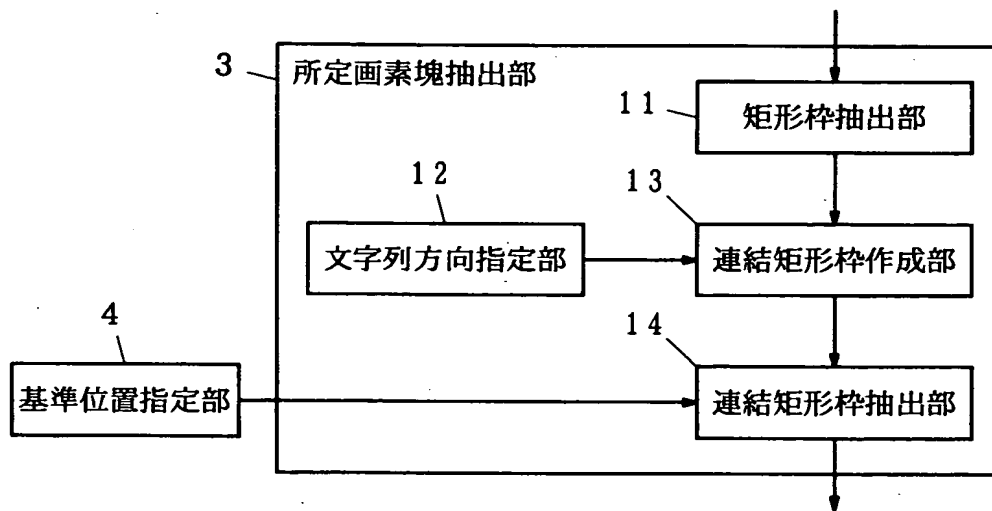 3
所定画素塊抽出部
11
矩形枠抽出部
12
13
文字列方向指定部
連結矩形枠作成部
4
14
基準位置指定部
連結矩形枠抽出部